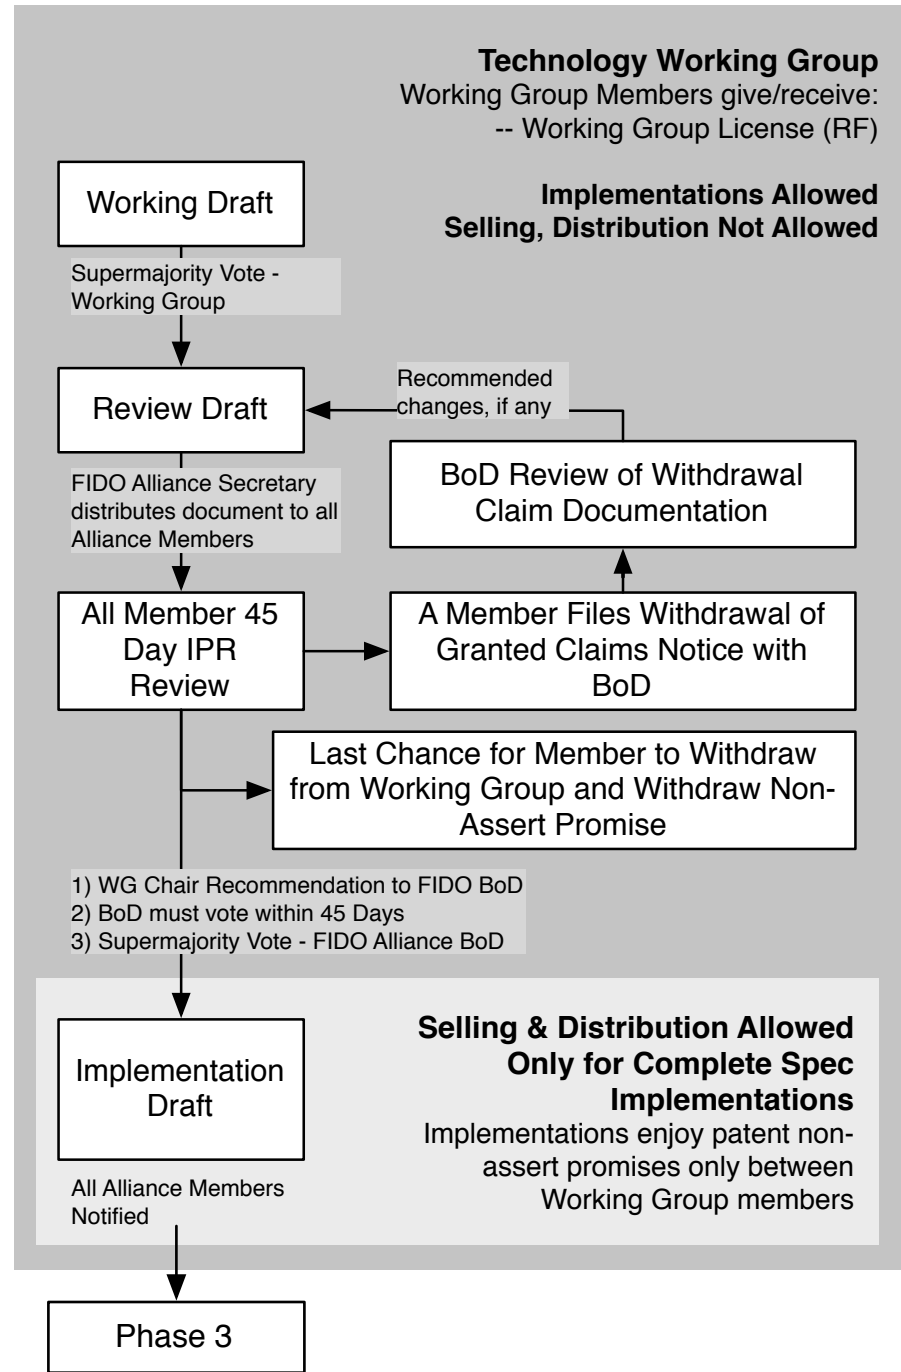 Technology Working Group
Working Group Members give/receive:
-- Working Group License (RF)
Implementations Allowed
Selling, Distribution Not Allowed
Working Draft
Supermajority Vote -
Working Group
Review Draft
Recommended
changes, if any
BoD Review of Withdrawal
Claim Documentation
FIDO Alliance Secretary
distributes document to all
Alliance Members
All Member 45
Day IPR
Review
A Member Files Withdrawal of
Granted Claims Notice with
BoD
Last Chance for Member to Withdraw
from Working Group and Withdraw Non-
Assert Promise
1) WG Chair Recommendation to FIDO BoD
2) BoD must vote within 45 Days
3) Supermajority Vote - FIDO Alliance BoD
Implementation
Draft
Selling & Distribution Allowed
Only for Complete Spec
Implementations
Implementations enjoy patent non-
assert promises only between
Working Group members
All Alliance Members
Notified
Phase 3